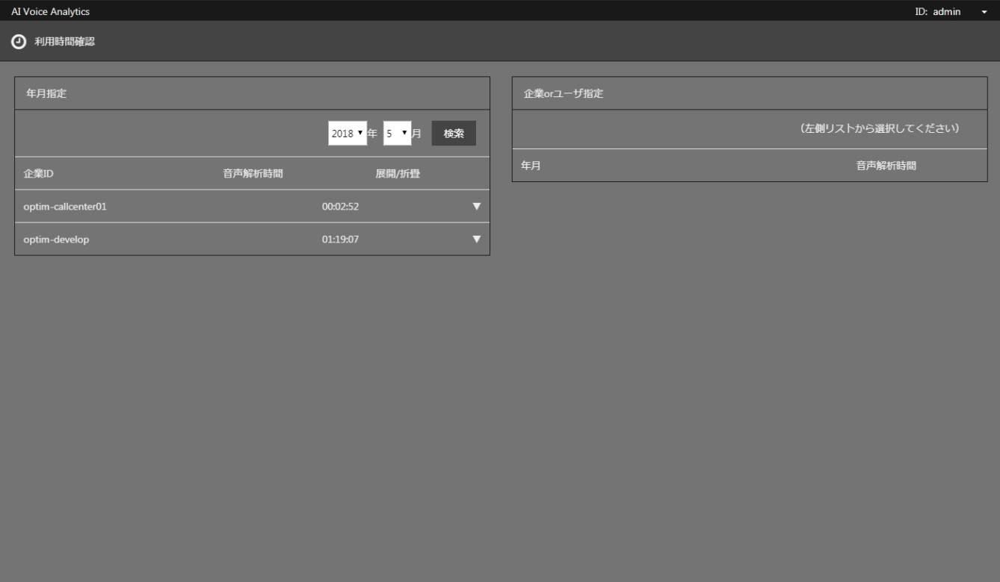 AI Voice Analytics ID: admin
利用時間確認
年月指定
2018 年 5 月 検索
企業ID 音声解析時間 展開/折畳
optim-callcenter01 00:02:52 ▼
optim-develop 01:19:07 ▼
企業orユーザ指定
（左側リストから選択してください）
年月 音声解析時間